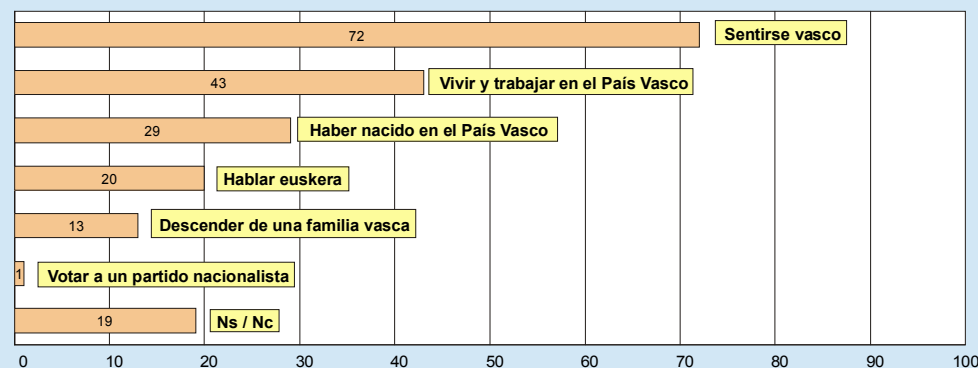 72 Sentirse vasco
43 Vivir y trabajar en el País Vasco
29 Haber nacido en el País Vasco
20 Hablar euskera
13 Descender de una familia vasca
1 Votar a un partido nacionalista
19 Ns / Nc
0 10 20 30 40 50 60 70 80 90 100